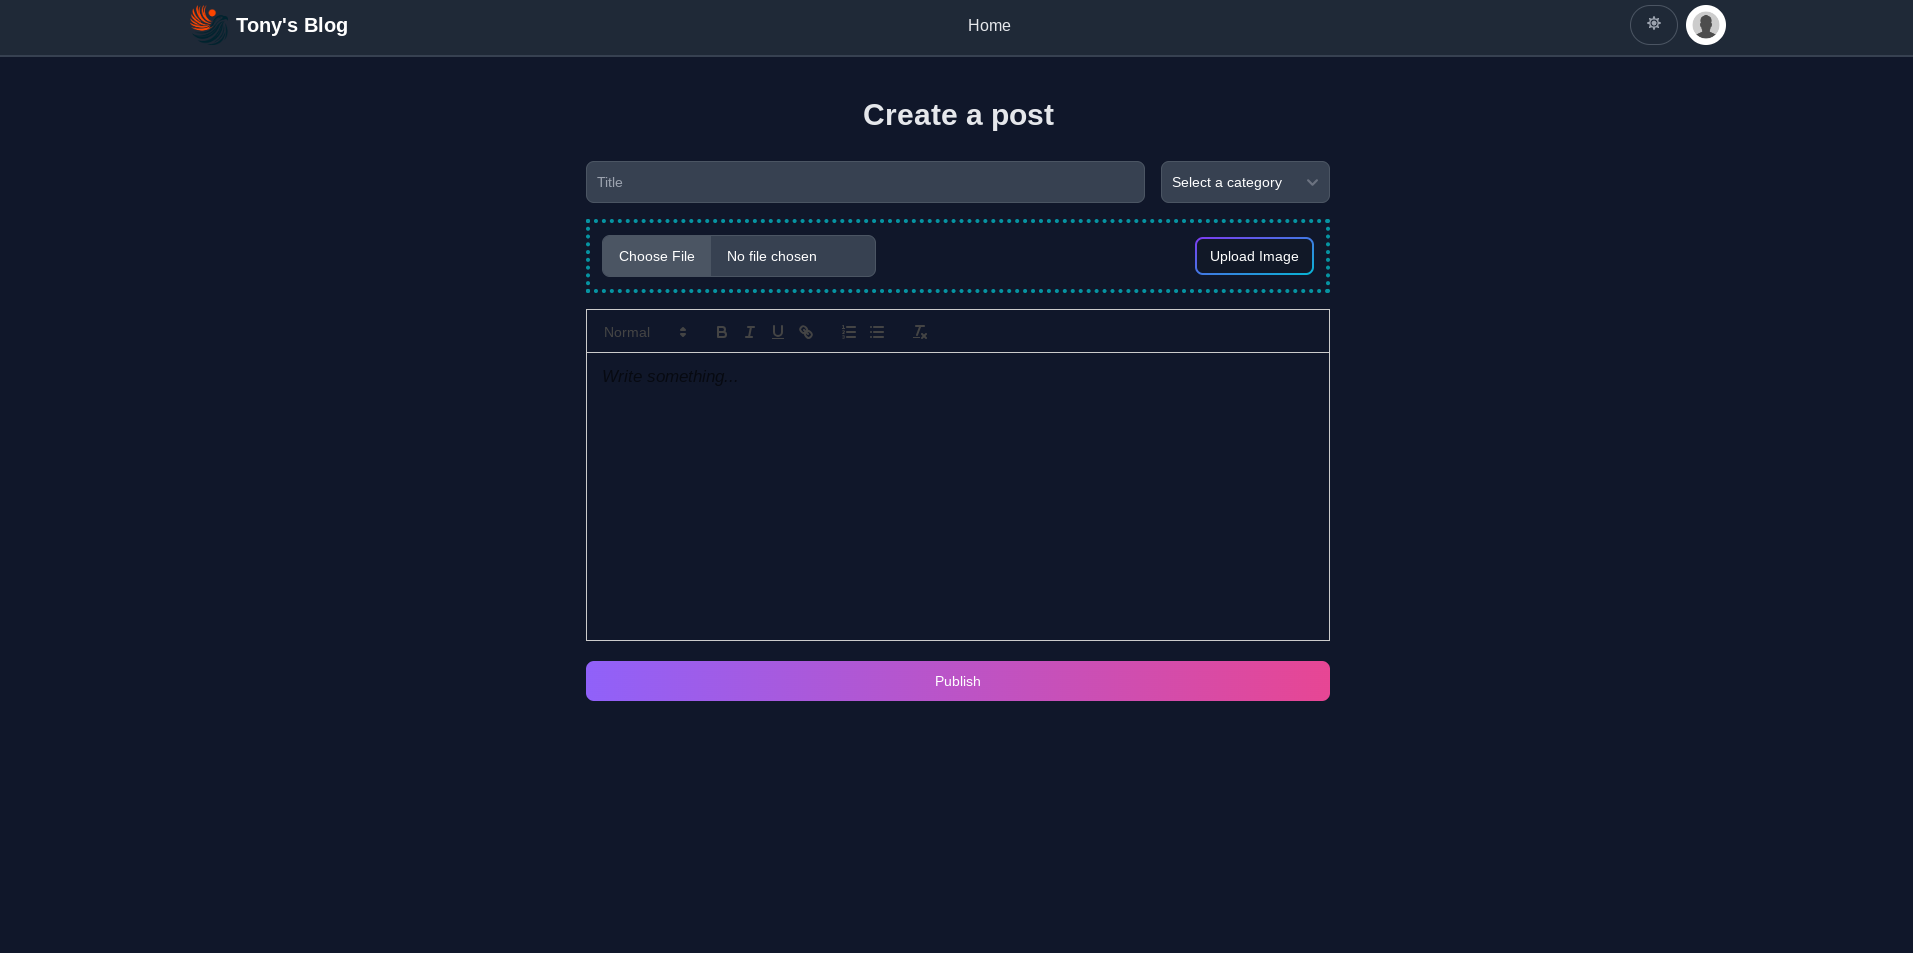 Tony's Blog
Home
Create a post
Title
Select a category
Choose File
No file chosen
Upload Image
Normal
Write something...
Publish